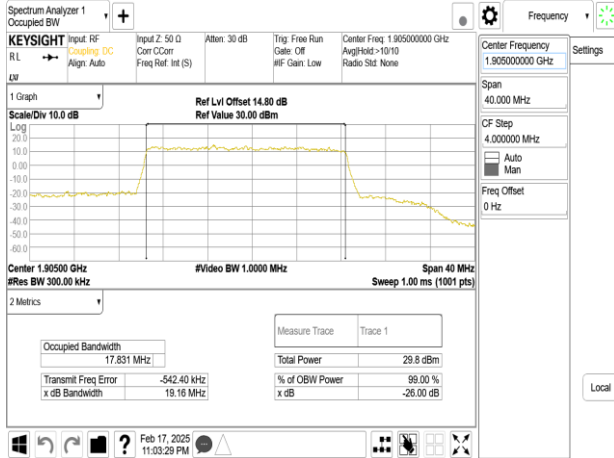 Spectrum Analyzer 1
Occupied BW
Frequency
KEYSIGHT
RL
Input: RF
Coupling: DC
Align: Auto
Input Z: 50 Ω
Corr CCorr
Freq Ref: Int (S)
Atten: 30 dB
Trig: Free Run
Gate: Off
#IF Gain: Low
Center Freq: 1.905000000 GHz
Avg|Hold:>10/10
Radio Std: None
Center Frequency
1.905000000 GHz
Settings
Span
40.000 MHz
CF Step
4.000000 MHz
Auto
Man
Freq Offset
0 Hz
Local
1 Graph
Scale/Div 10.0 dB
Ref Lvl Offset 14.80 dB
Ref Value 30.00 dBm
Log
20.0
10.0
0.00
-10.0
-20.0
-30.0
-40.0
-50.0
-60.0
Center 1.90500 GHz
#Res BW 300.00 kHz
#Video BW 1.0000 MHz
Span 40 MHz
Sweep 1.00 ms (1001 pts)
2 Metrics
Measure Trace Trace 1
Occupied Bandwidth
17.831 MHz
Total Power 29.8 dBm
Transmit Freq Error -542.40 kHz
% of OBW Power 99.00 %
x dB Bandwidth 19.16 MHz
x dB -26.00 dB
Feb 17, 2025
11:03:29 PM